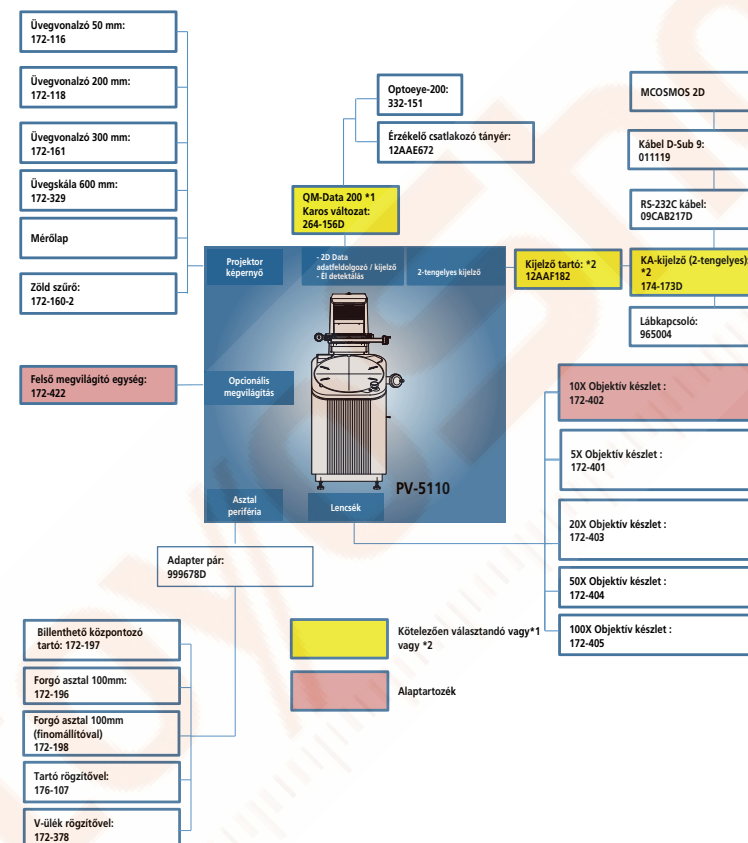 Üvegvonalzó 50 mm:
172-116
Üvegvonalzó 200 mm:
172-118
Üvegvonalzó 300 mm:
172-161
Üvegskála 600 mm:
172-329
Mérőlap
Zöld szűrő:
172-160-2
Felső megvilágító egység:
172-422
Optoeye-200:
332-151
Érzékelő csatlakozó tányér:
12AAE672
QM-Data 200 *1
Karos változat:
264-156D
MCOSMOS 2D
Kábel D-Sub 9:
011119
RS-232C kábel:
09CAB217D
Kijelző tartó: *2
12AAF182
KA-kijelző (2-tengelyes):
*2
174-173D
Lábkapcsoló:
965004
Projektor
képernyő
- 2D Data
adatfeldolgozó / kijelző
- Él detektálás
2-tengelyes kijelző
Opcionális
megvilágítás
Asztal
periféria
Lencsék
PV-5110
10X Objektív készlet :
172-402
5X Objektív készlet :
172-401
20X Objektív készlet :
172-403
50X Objektív készlet :
172-404
100X Objektív készlet :
172-405
Adapter pár:
999678D
Billenthető központozó
tartó: 172-197
Forgó asztal 100mm:
172-196
Forgó asztal 100mm
(finomállítóval)
172-198
Tartó rögzítővel:
176-107
V-ülék rögzítővel:
172-378
Kötelezően választandó vagy*1
vagy *2
Alaptartozék